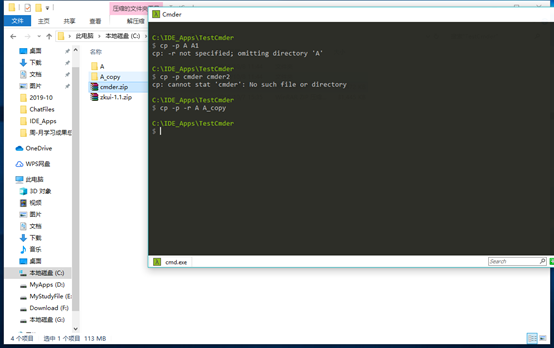 压缩的文件夹工具
文件
主页
共享
查看
解压缩
此电脑 › 本地磁盘 (C:)
桌面
下载
文档
图片
2019-10
ChatFiles
IDE_Apps
周-月学习成果总
OneDrive
WPS网盘
此电脑
3D 对象
视频
图片
文档
下载
音乐
桌面
本地磁盘 (C:)
MyApps (D:)
MyStudyFile (E:
Download (F:)
本地磁盘 (G:)
名称
A
A_copy
cmder.zip
zkui-1.1.zip
4 个项目
选中 1 个项目 113 MB
Cmder
C:\IDE_Apps\TestCmder
$ cp -p A A1
cp: -r not specified; omitting directory 'A'
C:\IDE_Apps\TestCmder
$ cp -p cmder cmder2
cp: cannot stat 'cmder': No such file or directory
C:\IDE_Apps\TestCmder
$ cp -p -r A A_copy
C:\IDE_Apps\TestCmder
$
cmd.exe
Search